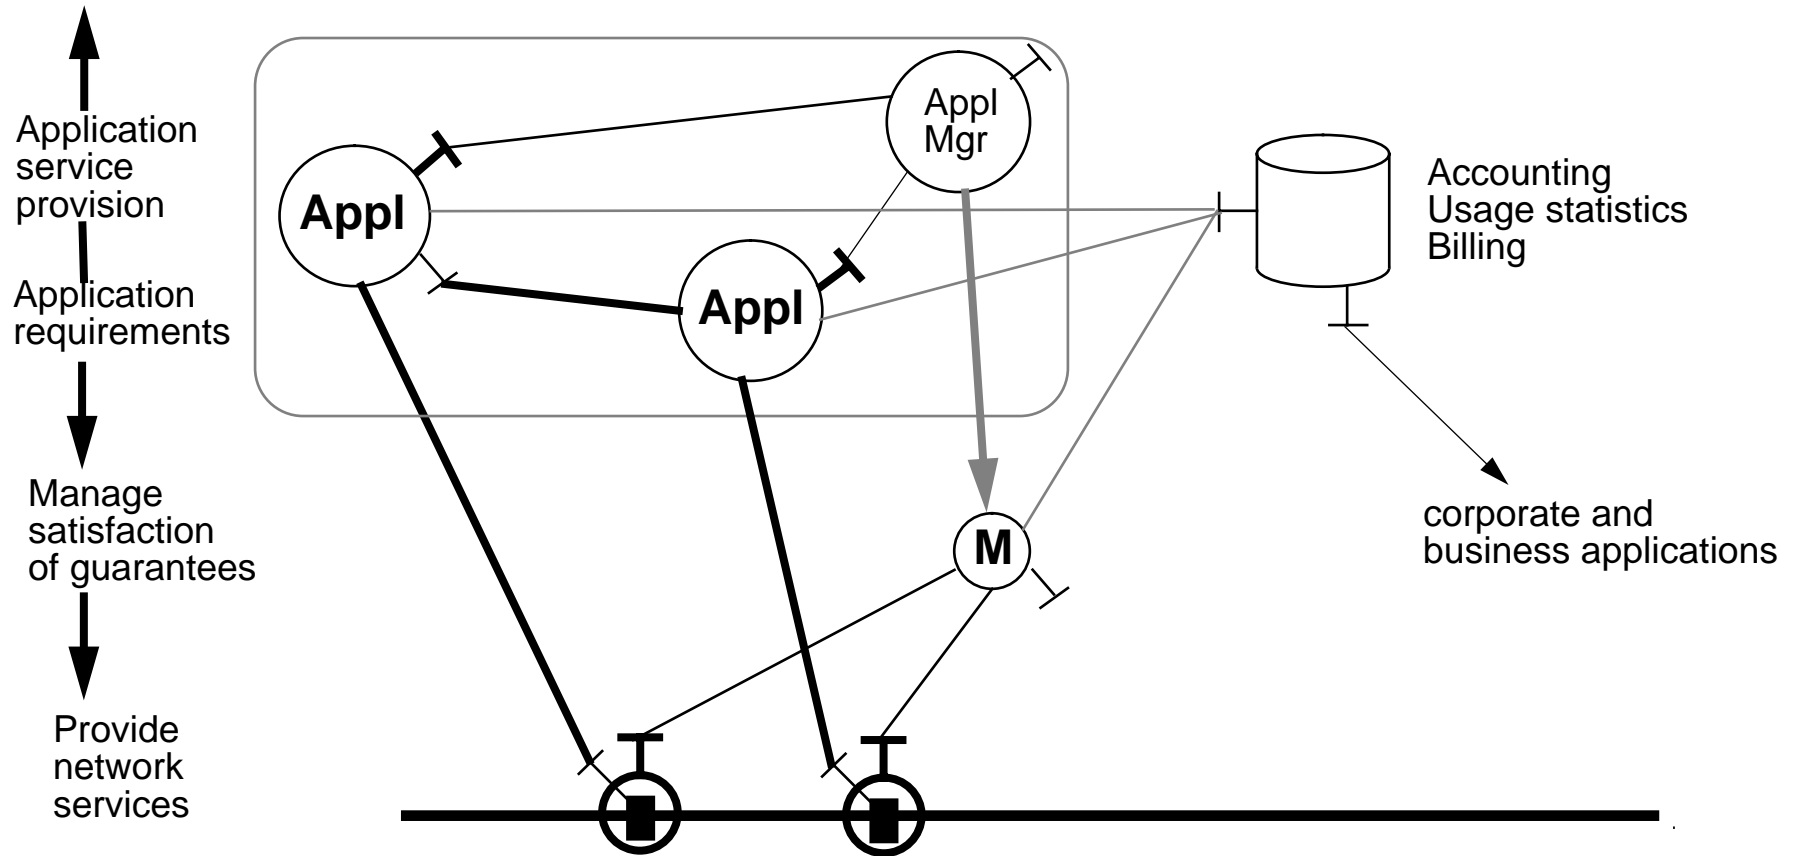 Application
service
provision
Application
requirements
Manage
satisfaction
of guarantees
Provide
network
services
Appl
Mgr
Appl
Appl
M
Accounting
Usage statistics
Billing
corporate and
business applications